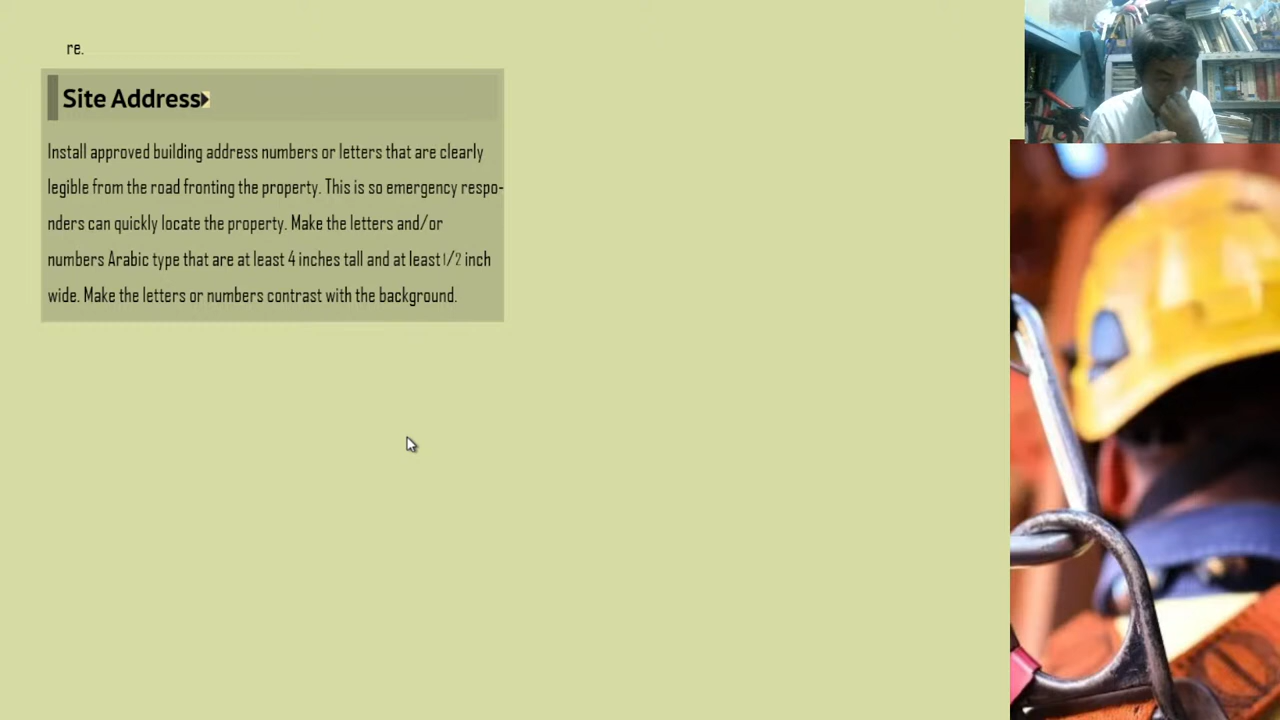 re.
Site Address
Install approved building address numbers or letters that are clearly
legible from the road fronting the property. This is so emergency respo-
nders can quickly locate the property. Make the letters and/or
numbers Arabic type that are at least 4 inches tall and at least 1/2 inch
wide. Make the letters or numbers contrast with the background.